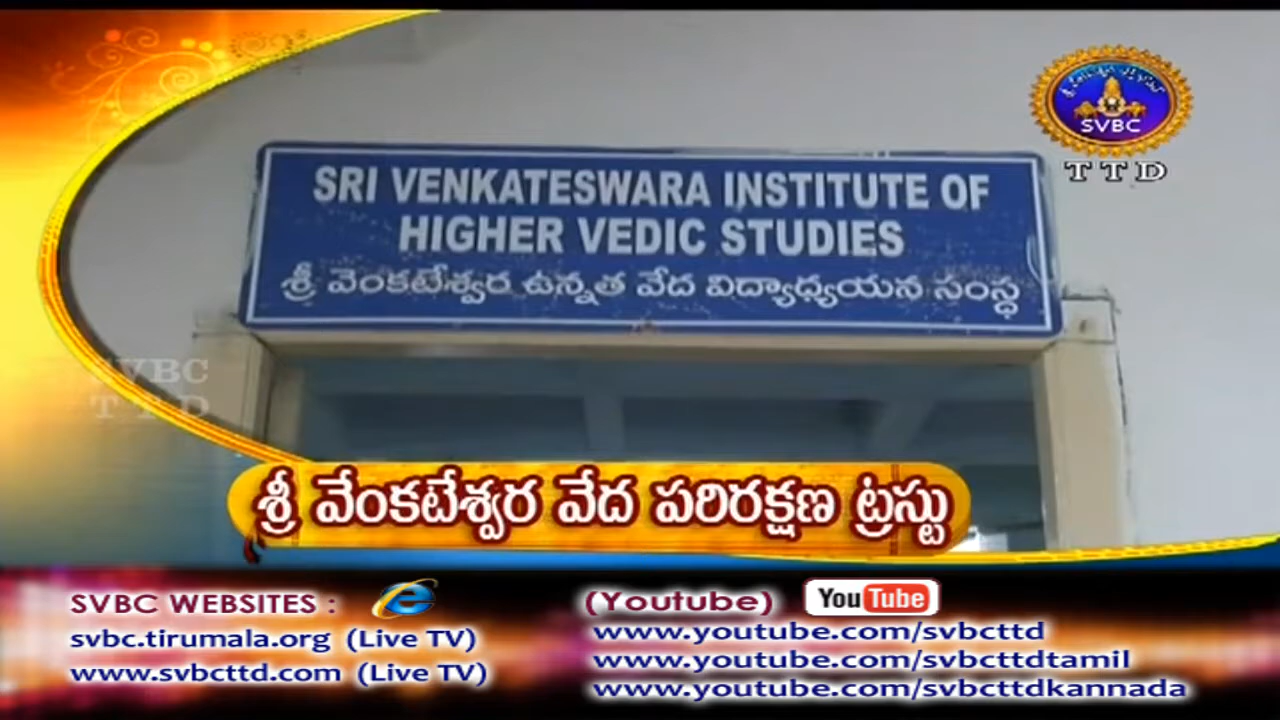 SVBC
TTD
SRI VENKATESWARA INSTITUTE OF
HIGHER VEDIC STUDIES
శ్రీ వేంకటేశ్వర ఉన్నత వేద విద్యాధ్యయన సంస్థ
SVBC
TTD
శ్రీ వేంకటేశ్వర వేద పరిరక్షణ ట్రస్టు
SVBC WEBSITES :
svbc.tirumala.org (Live TV)
www.svbcttd.com (Live TV)
(Youtube) YouTube
www.youtube.com/svbcttd
www.youtube.com/svbcttdtamil
www.youtube.com/svbcttdkannada